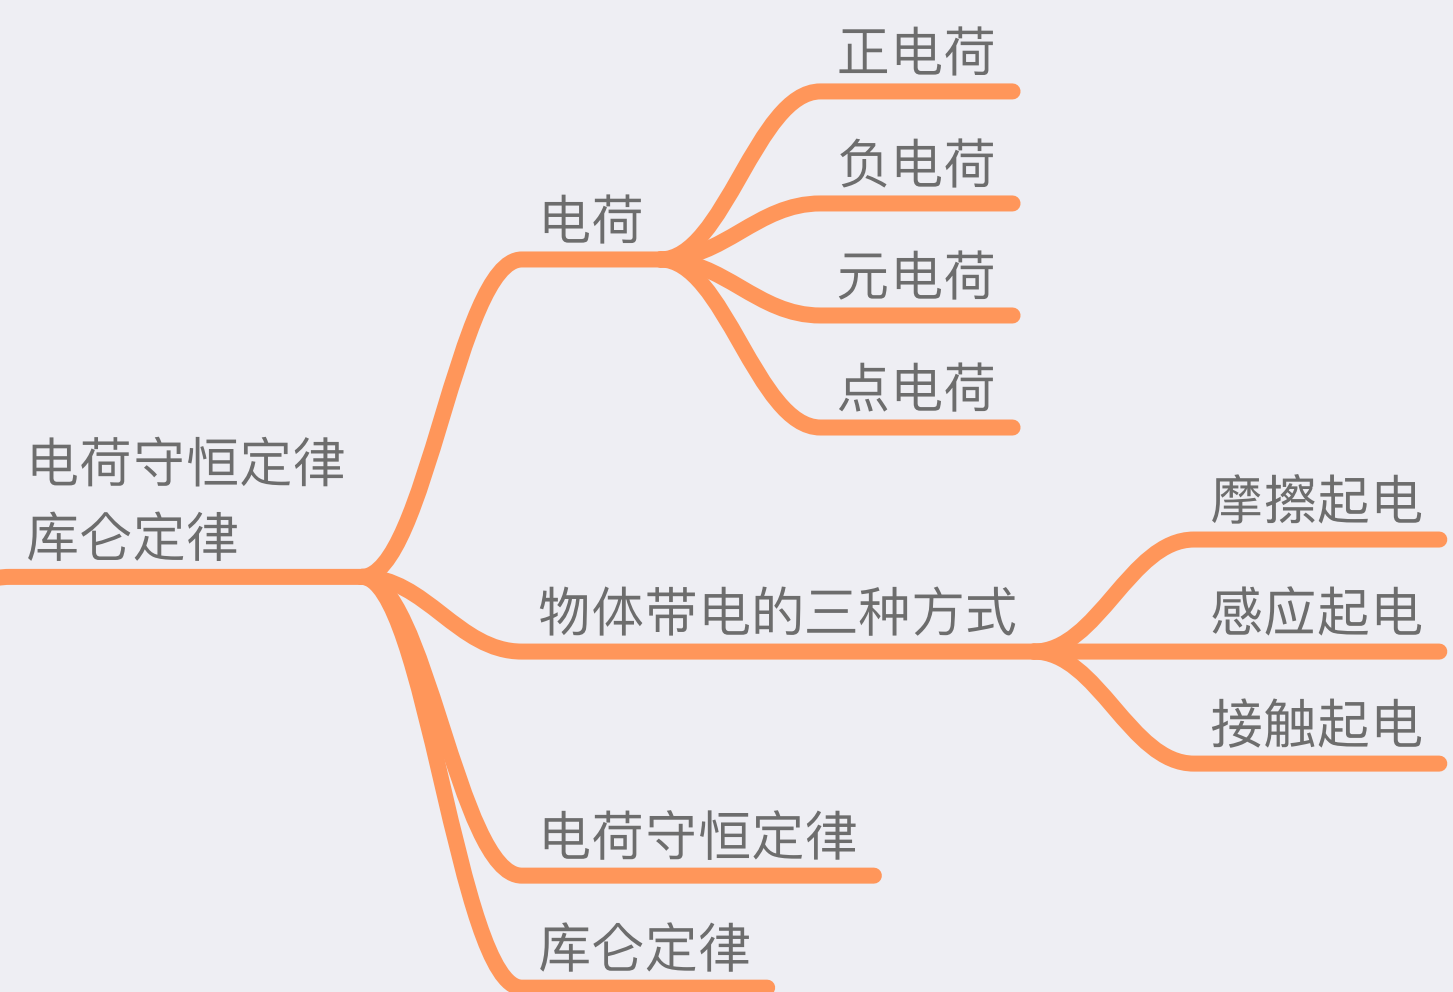 正电荷
负电荷
电荷
元电荷
点电荷
电荷守恒定律
库仑定律
摩擦起电
物体带电的三种方式
感应起电
接触起电
电荷守恒定律
库仑定律